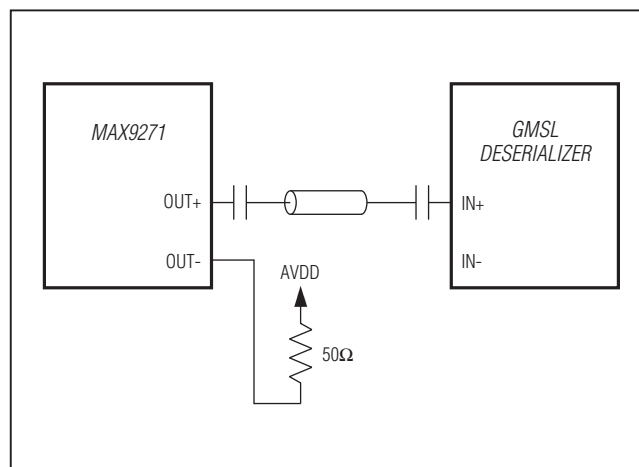 MAX9271
GMSL
DESERIALIZER
OUT+
IN+
OUT-
IN-
AVDD
50Ω